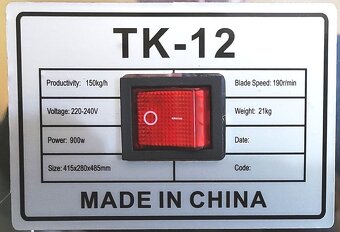 TK-12
Productivity: 150kg/h Blade Speed: 190r/min
Voltage: 220-240V Weight: 21kg
Power: 900w Date:
Size: 415x280x485mm Code:
MADE IN CHINA